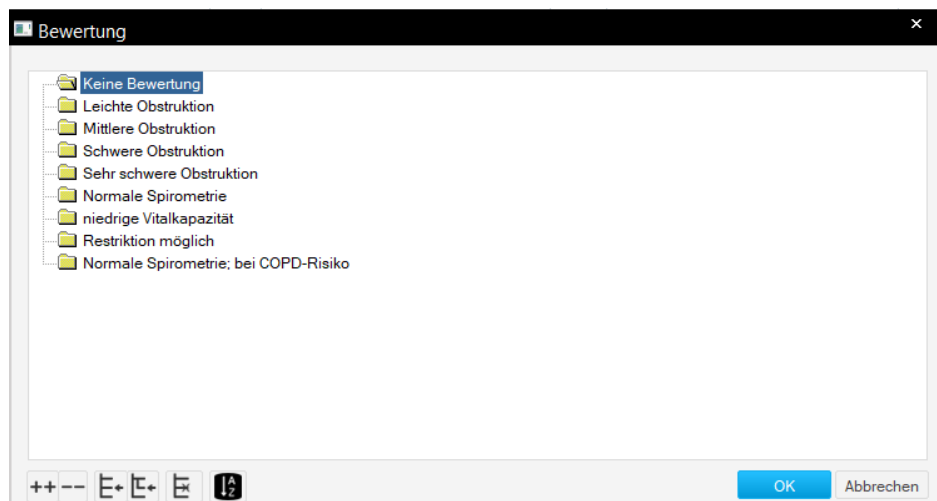 Bewertung
Keine Bewertung
Leichte Obstruktion
Mittlere Obstruktion
Schwere Obstruktion
Sehr schwere Obstruktion
Normale Spirometrie
niedrige Vitalkapazität
Restriktion möglich
Normale Spirometrie; bei COPD-Risiko
OK Abbrechen